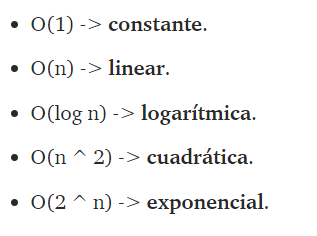 • O(1) -> constante.
• O(n) -> linear.
• O(log n) -> logarítmica.
• O(n ^ 2) -> cuadrática.
• O(2 ^ n) -> exponencial.